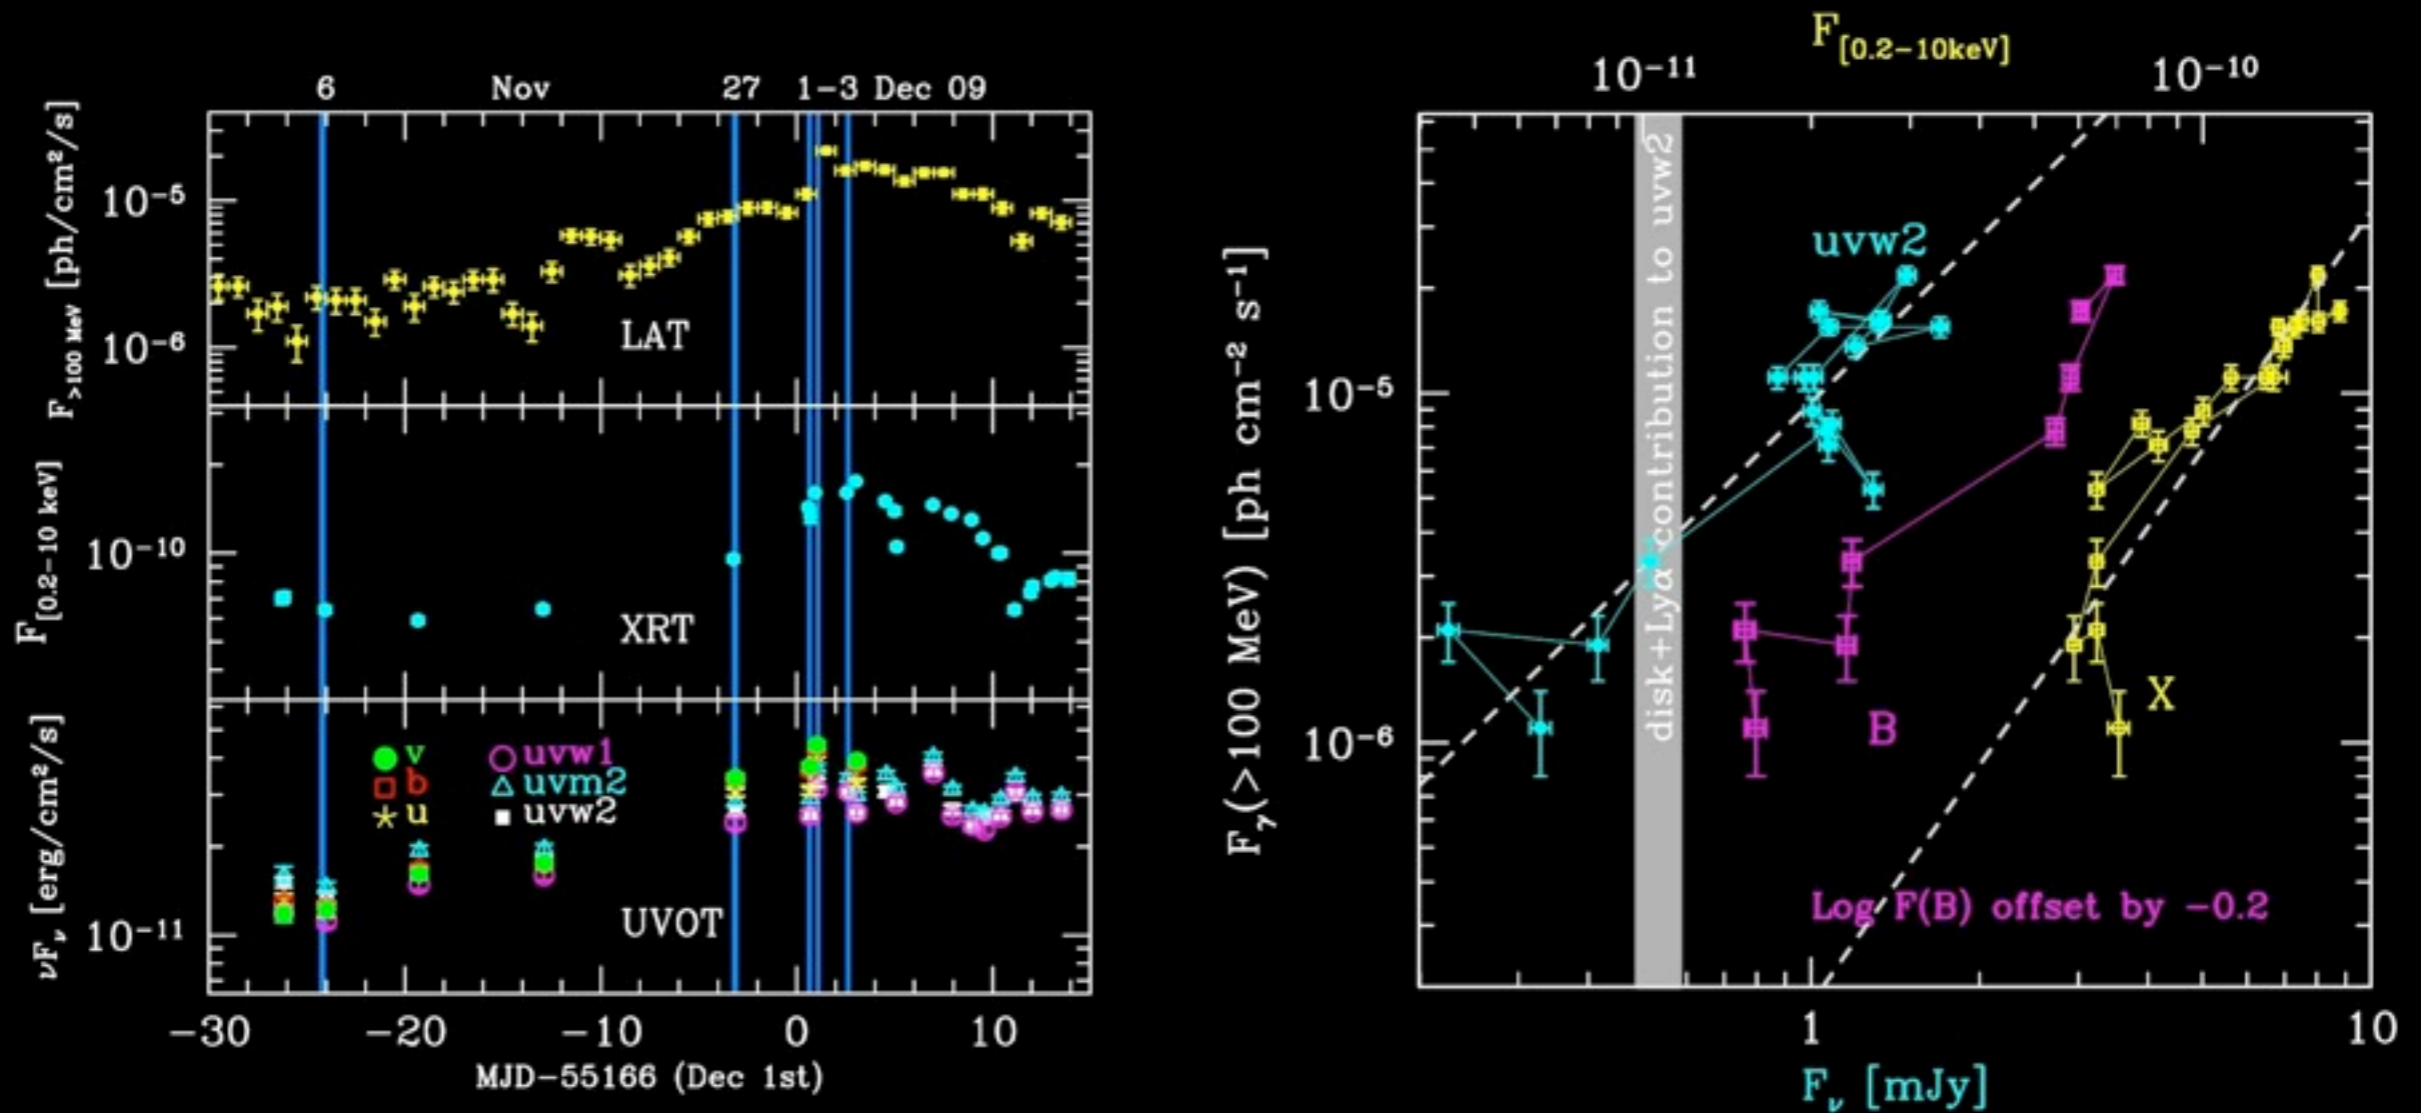 6 Nov 27 1-3 Dec 09
F>100 MeV [ph/cm²/s]
10⁻⁵
10⁻⁶
LAT
F[0.2-10 keV]
10⁻¹⁰
XRT
νFν [erg/cm²/s]
v
b
u
uvw1
uvm2
uvw2
10⁻¹¹
UVOT
-30 -20 -10 0 10
MJD-55166 (Dec 1st)
F[0.2-10keV]
10⁻¹¹ 10⁻¹⁰
Fγ(>100 MeV) [ph cm⁻² s⁻¹]
10⁻⁵
10⁻⁶
disk+Lyα contribution to uvw2
uvw2
B
X
Log F(B) offset by -0.2
1 10
Fν [mJy]